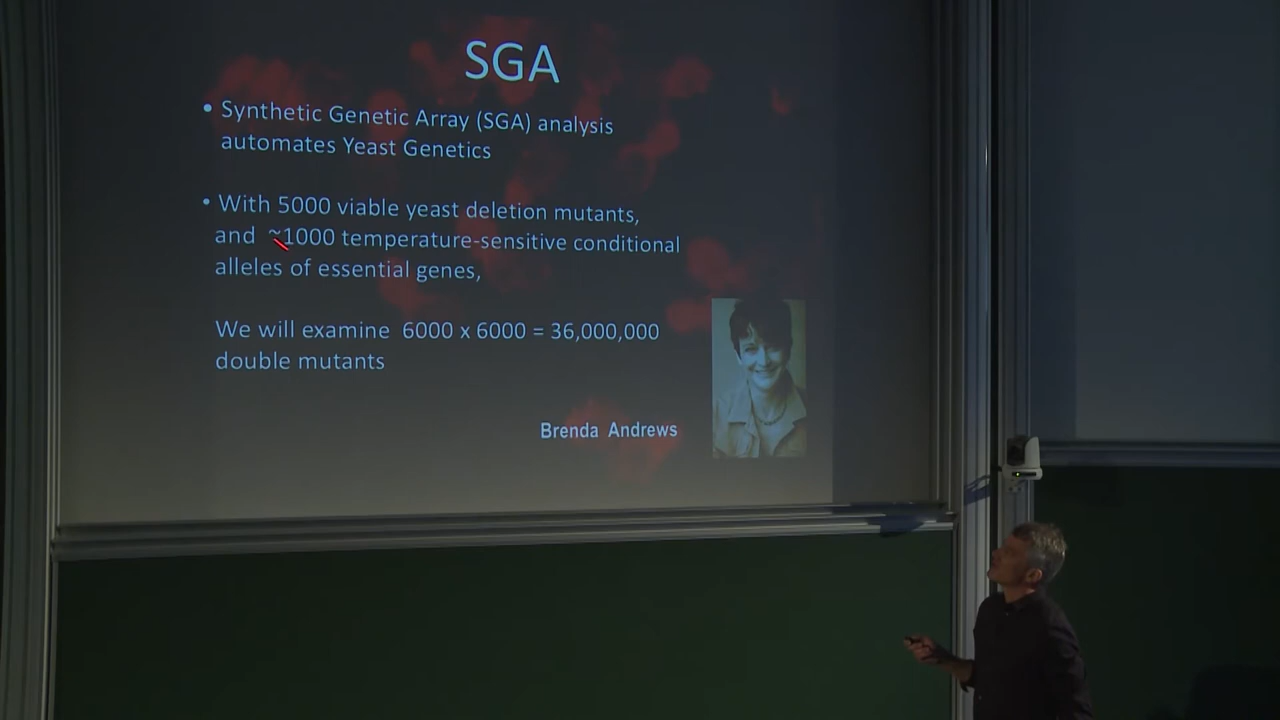 SGA
• Synthetic Genetic Array (SGA) analysis
automates Yeast Genetics
• With 5000 viable yeast deletion mutants,
and ~1000 temperature-sensitive conditional
alleles of essential genes,
We will examine 6000 x 6000 = 36,000,000
double mutants
Brenda Andrews